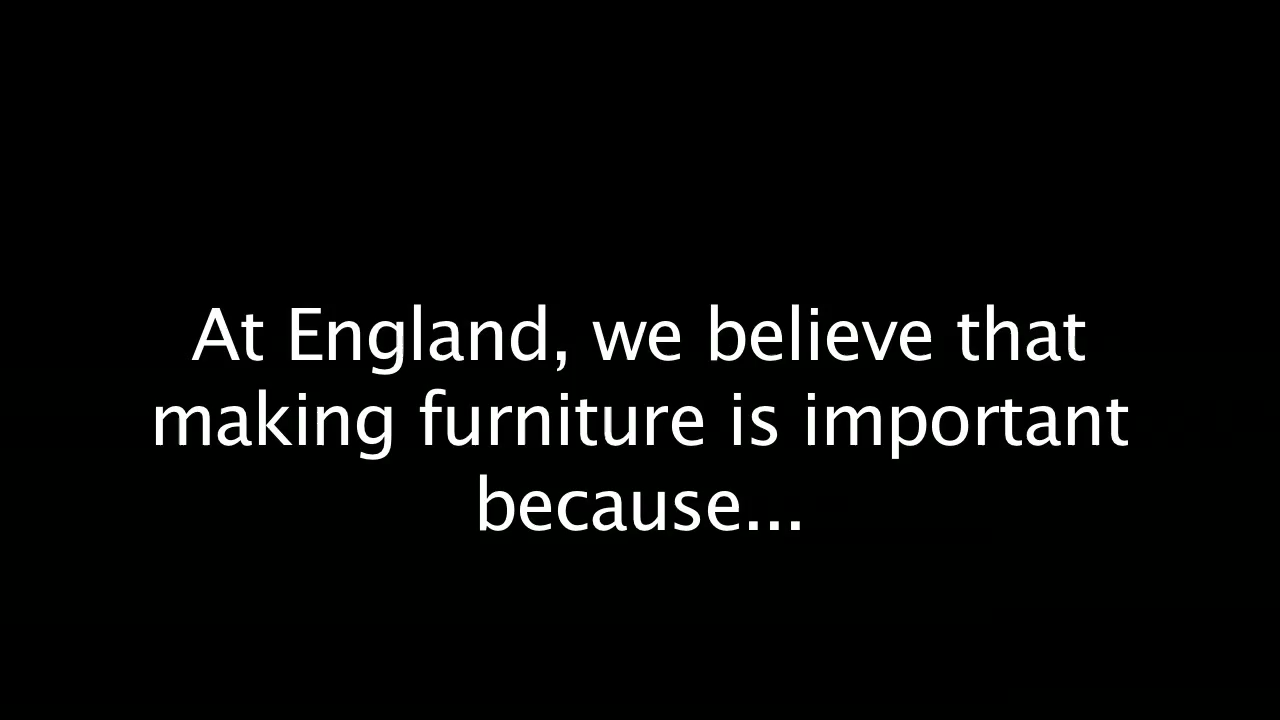 At England, we believe that
making furniture is important
because...